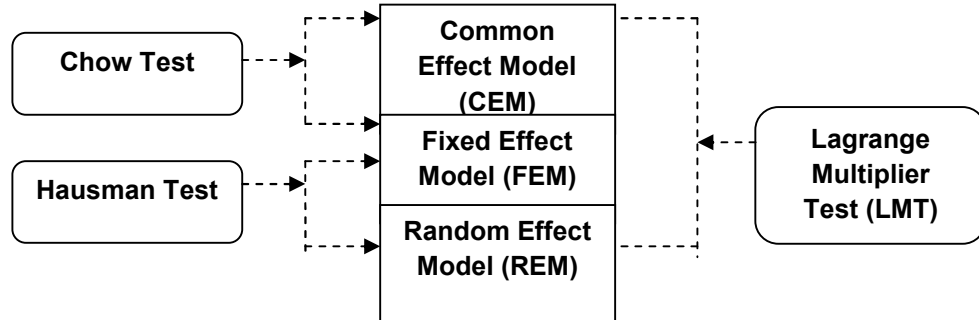 Chow Test
Hausman Test
Common
Effect Model
(CEM)
Fixed Effect
Model (FEM)
Random Effect
Model (REM)
Lagrange
Multiplier
Test (LMT)